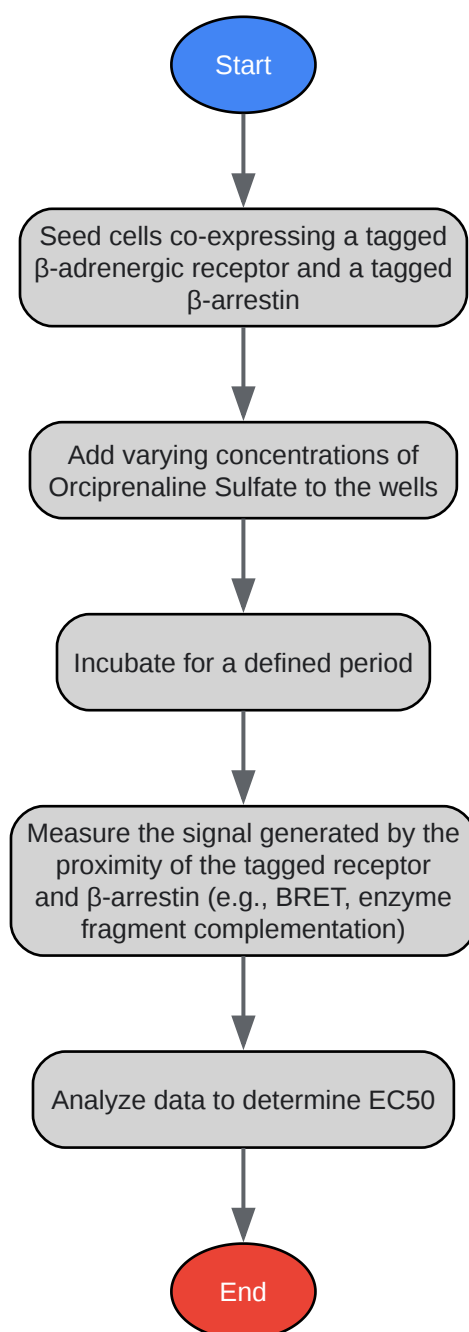 Start
Seed cells co-expressing a tagged
β-adrenergic receptor and a tagged
β-arrestin
Add varying concentrations of
Orciprenaline Sulfate to the wells
Incubate for a defined period
Measure the signal generated by the
proximity of the tagged receptor
and β-arrestin (e.g., BRET, enzyme
fragment complementation)
Analyze data to determine EC50
End